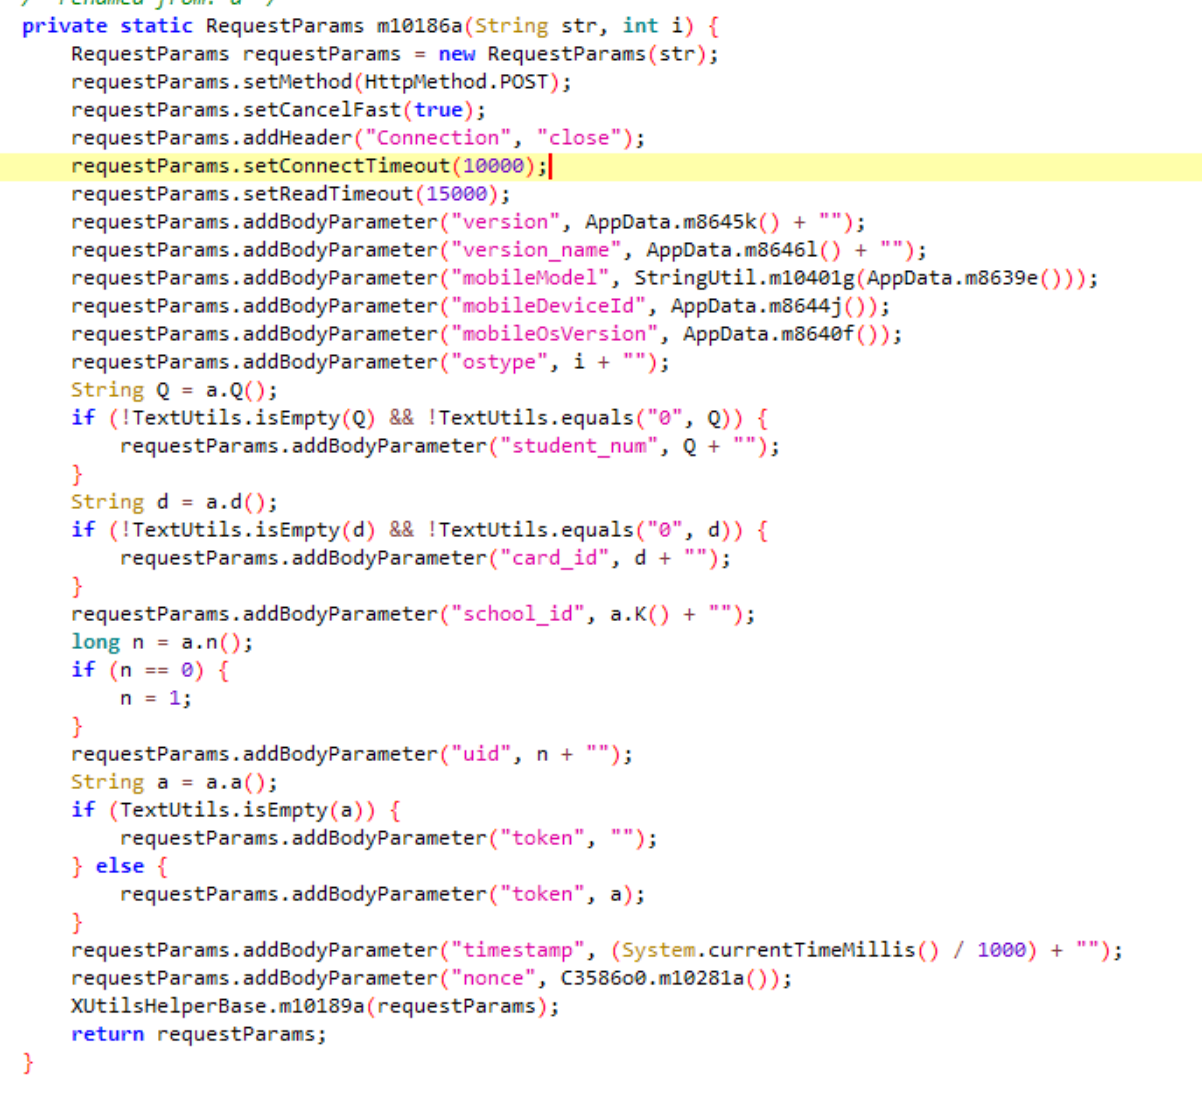 /* renamed from: a */
private static RequestParams m10186a(String str, int i) {
    RequestParams requestParams = new RequestParams(str);
    requestParams.setMethod(HttpMethod.POST);
    requestParams.setCancelFast(true);
    requestParams.addHeader("Connection", "close");
    requestParams.setConnectTimeout(10000);
    requestParams.setReadTimeout(15000);
    requestParams.addBodyParameter("version", AppData.m8645k() + "");
    requestParams.addBodyParameter("version_name", AppData.m8646l() + "");
    requestParams.addBodyParameter("mobileModel", StringUtil.m10401g(AppData.m8639e()));
    requestParams.addBodyParameter("mobileDeviceId", AppData.m8644j());
    requestParams.addBodyParameter("mobileOsVersion", AppData.m8640f());
    requestParams.addBodyParameter("ostype", i + "");
    String Q = a.Q();
    if (!TextUtils.isEmpty(Q) && !TextUtils.equals("0", Q)) {
        requestParams.addBodyParameter("student_num", Q + "");
    }
    String d = a.d();
    if (!TextUtils.isEmpty(d) && !TextUtils.equals("0", d)) {
        requestParams.addBodyParameter("card_id", d + "");
    }
    requestParams.addBodyParameter("school_id", a.K() + "");
    long n = a.n();
    if (n == 0) {
        n = 1;
    }
    requestParams.addBodyParameter("uid", n + "");
    String a = a.a();
    if (TextUtils.isEmpty(a)) {
        requestParams.addBodyParameter("token", "");
    } else {
        requestParams.addBodyParameter("token", a);
    }
    requestParams.addBodyParameter("timestamp", (System.currentTimeMillis() / 1000) + "");
    requestParams.addBodyParameter("nonce", C3586o0.m10281a());
    XUtilsHelperBase.m10189a(requestParams);
    return requestParams;
}